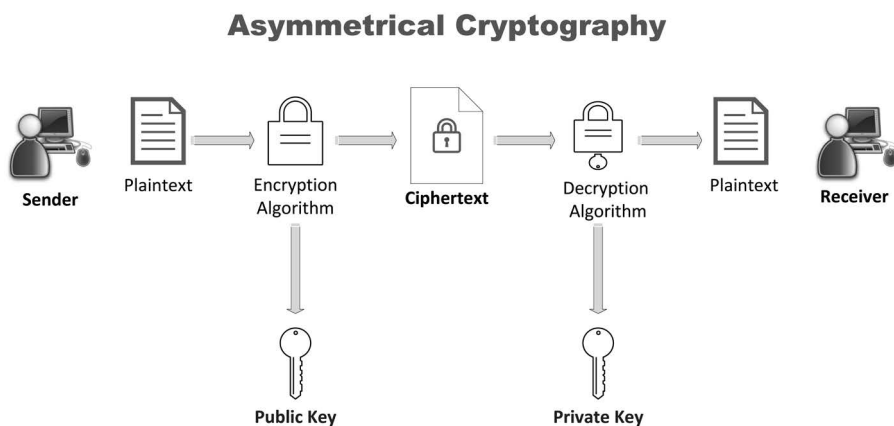 Asymmetrical Cryptography
Sender
Plaintext
Encryption
Algorithm
Ciphertext
Decryption
Algorithm
Plaintext
Receiver
Public Key
Private Key